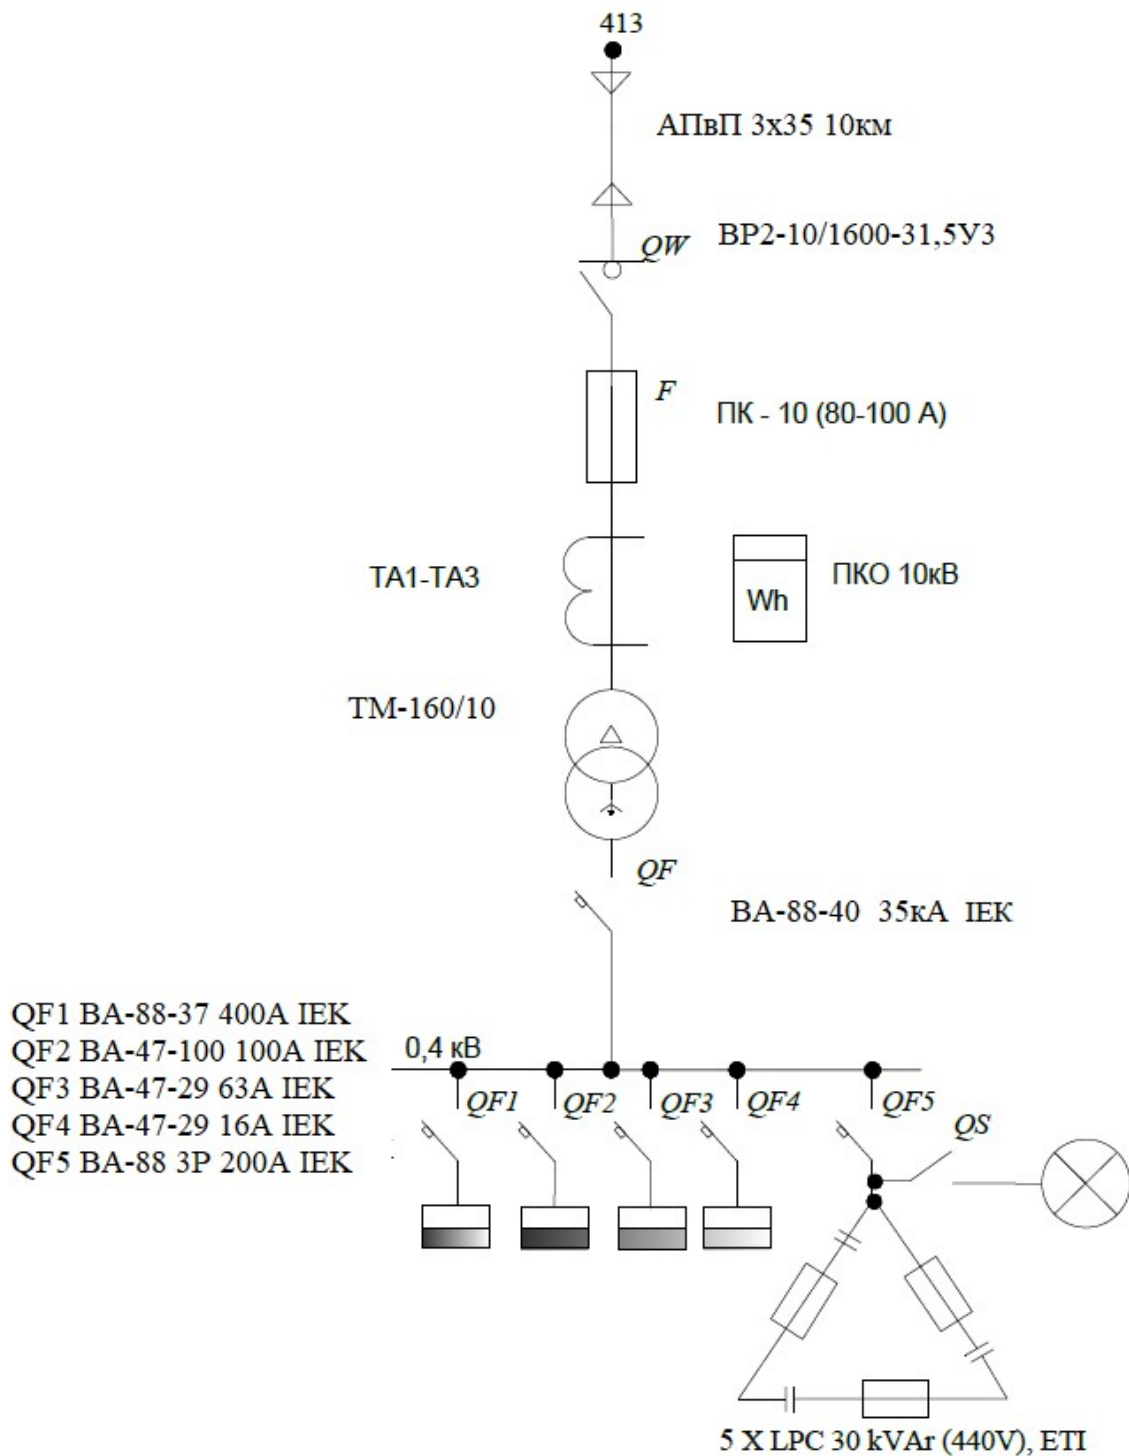 413
АПвП 3х35 10км
QW
ВР2-10/1600-31,5У3
F
ПК - 10 (80-100 А)
ТА1-ТА3
Wh
ПКО 10кВ
ТМ-160/10
QF
ВА-88-40 35кА IEК
QF1 ВА-88-37 400А IEK
QF2 ВА-47-100 100А IEK
QF3 ВА-47-29 63А IEK
QF4 ВА-47-29 16А IEK
QF5 ВА-88 3Р 200А IEK
0,4 кВ
QF1
QF2
QF3
QF4
QF5
QS
5 X LPC 30 kVAr (440V), ETI